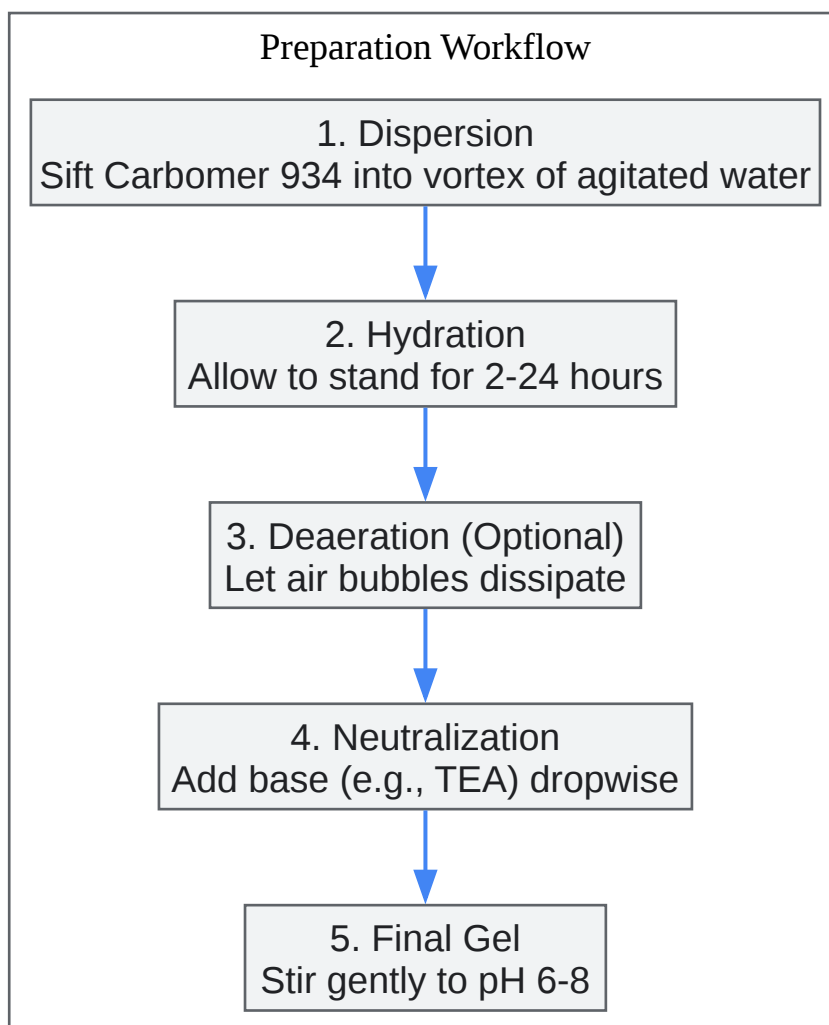 Preparation Workflow
1. Dispersion
Sift Carbomer 934 into vortex of agitated water
2. Hydration
Allow to stand for 2-24 hours
3. Deaeration (Optional)
Let air bubbles dissipate
4. Neutralization
Add base (e.g., TEA) dropwise
5. Final Gel
Stir gently to pH 6-8